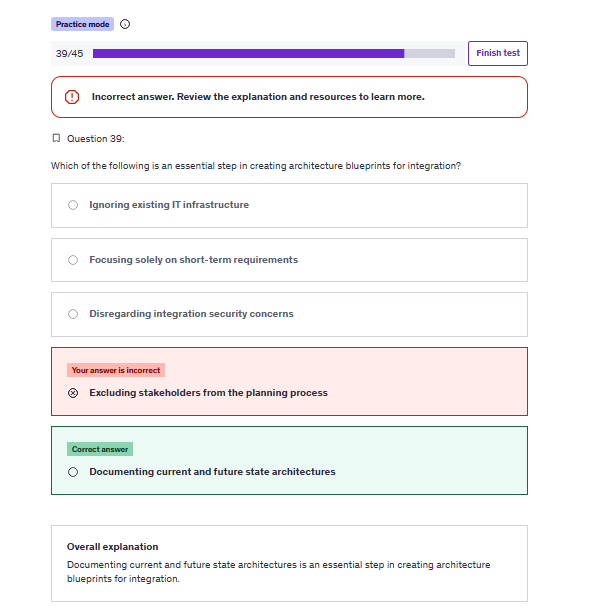 Practice mode
39/45
Finish test
Incorrect answer. Review the explanation and resources to learn more.
Question 39:
Which of the following is an essential step in creating architecture blueprints for integration?
Ignoring existing IT infrastructure
Focusing solely on short-term requirements
Disregarding integration security concerns
Your answer is incorrect
Excluding stakeholders from the planning process
Correct answer
Documenting current and future state architectures
Overall explanation
Documenting current and future state architectures is an essential step in creating architecture
blueprints for integration.